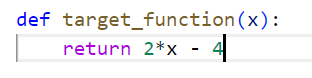 def target_function(x):
    return 2*x - 4